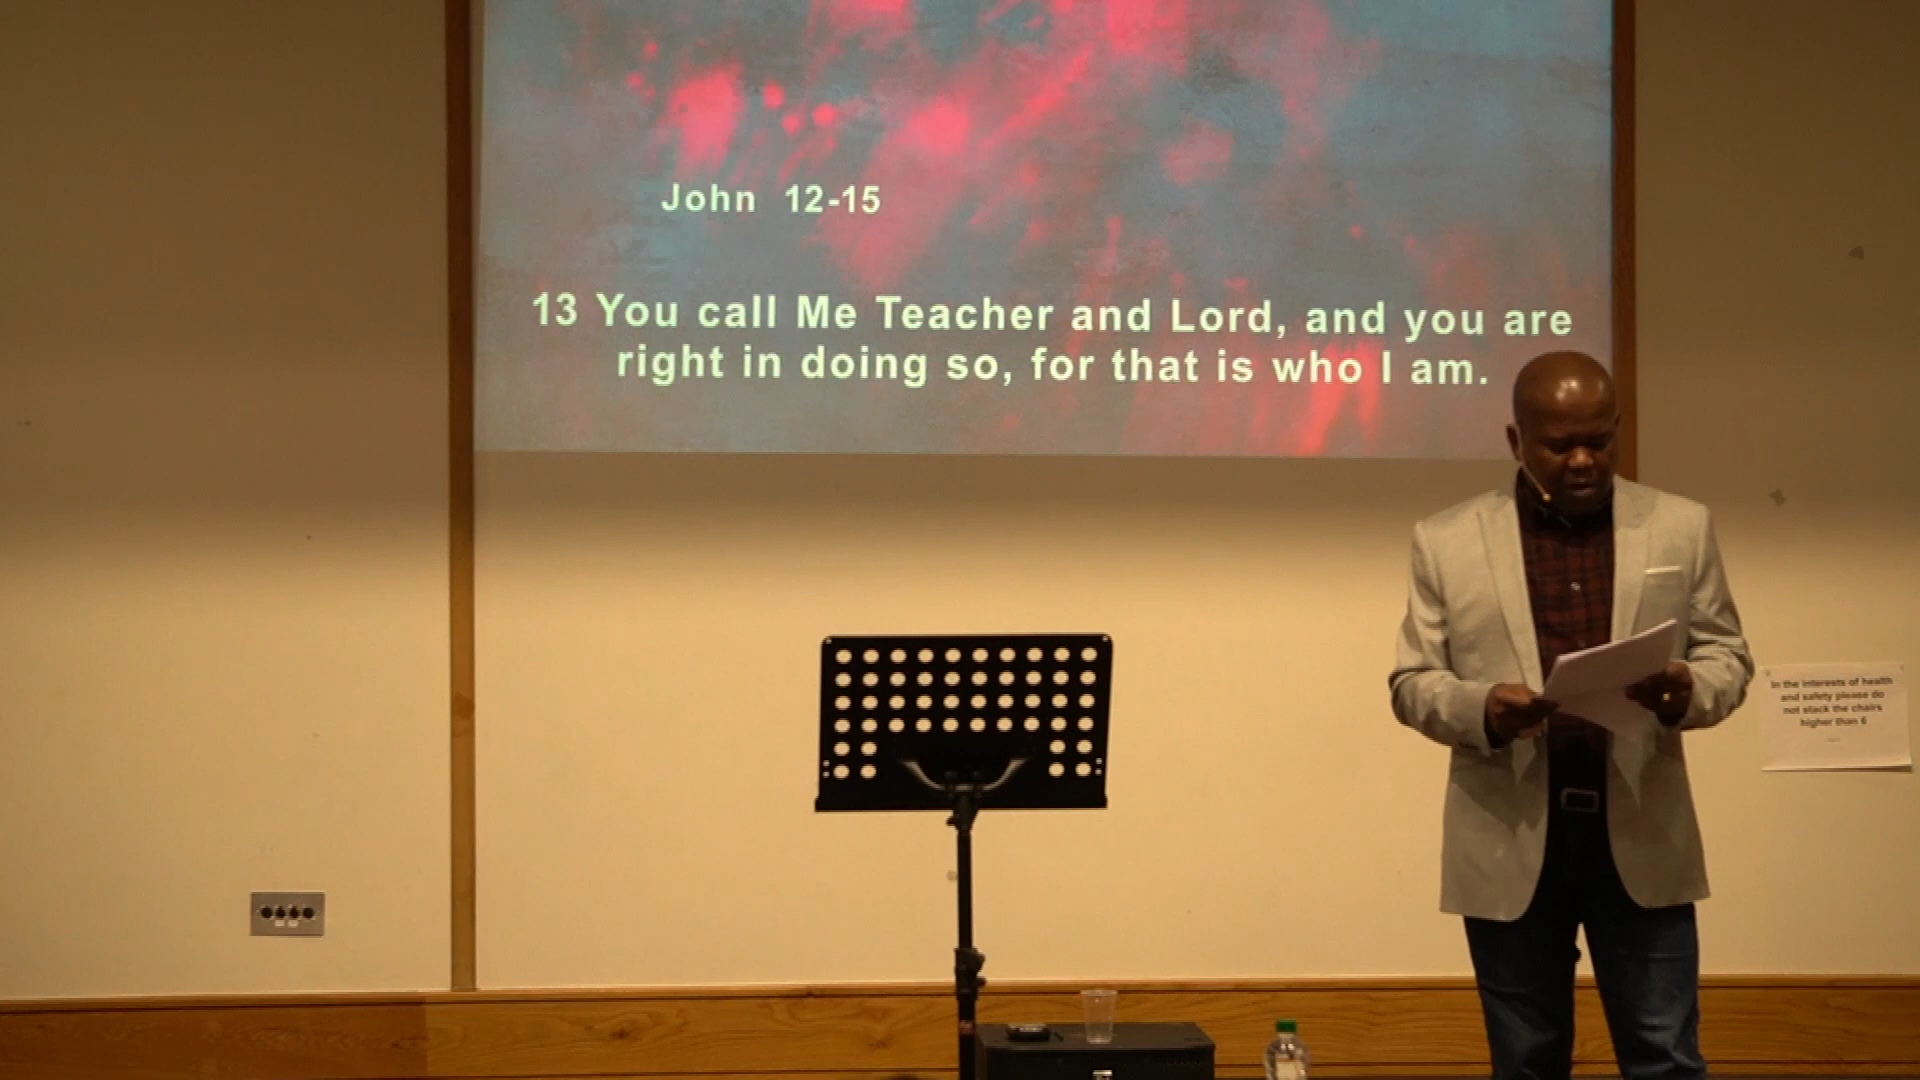 John 12-15
13 You call Me Teacher and Lord, and you are
right in doing so, for that is who I am.
In the interests of health
and safety please do
not stack the chairs
higher than 6